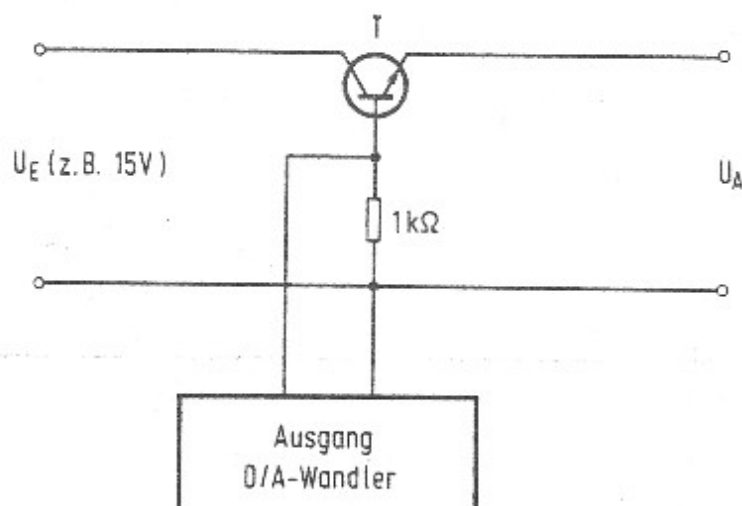 T
U_E (z.B. 15V)
U_A
1kΩ
Ausgang
D/A-Wandler